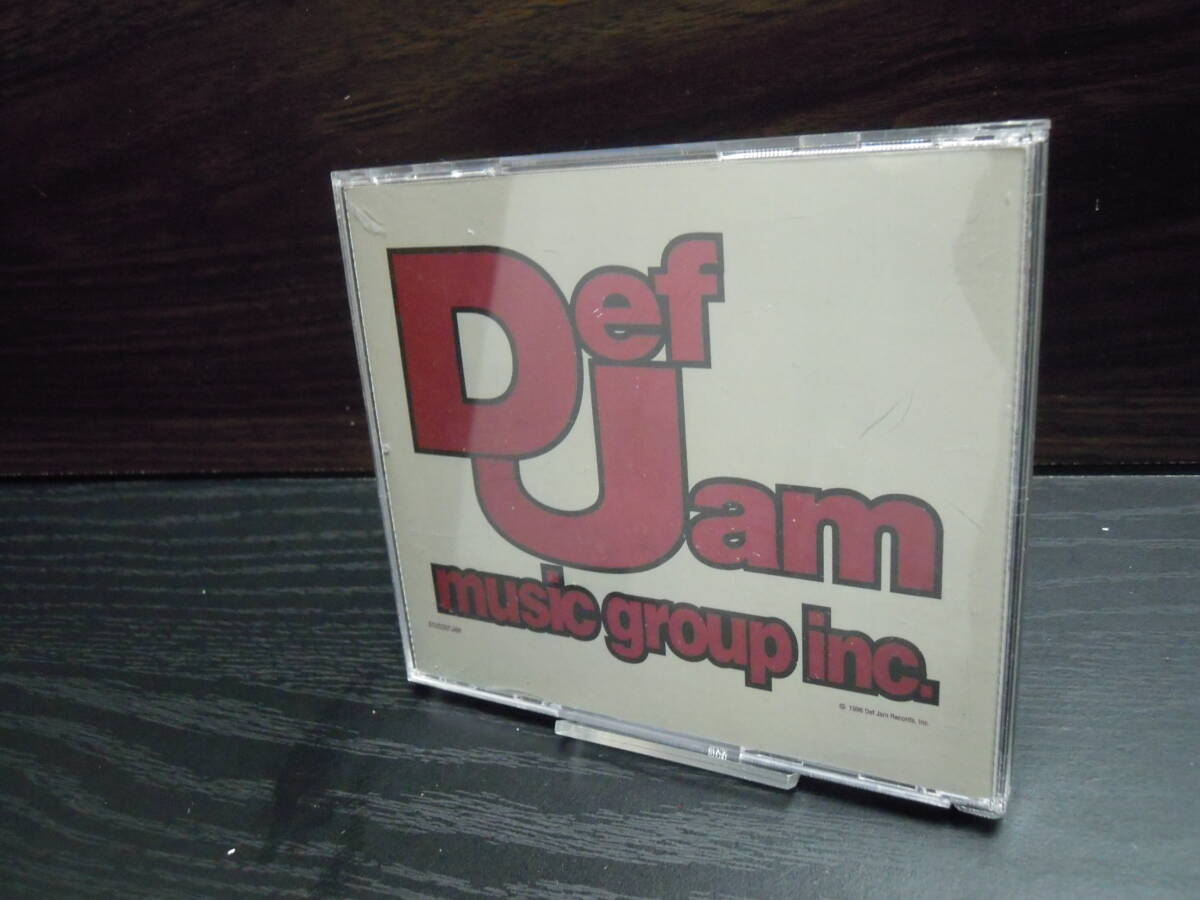 Def
Jam
music group inc.
© 1996 Def Jam Records, Inc.